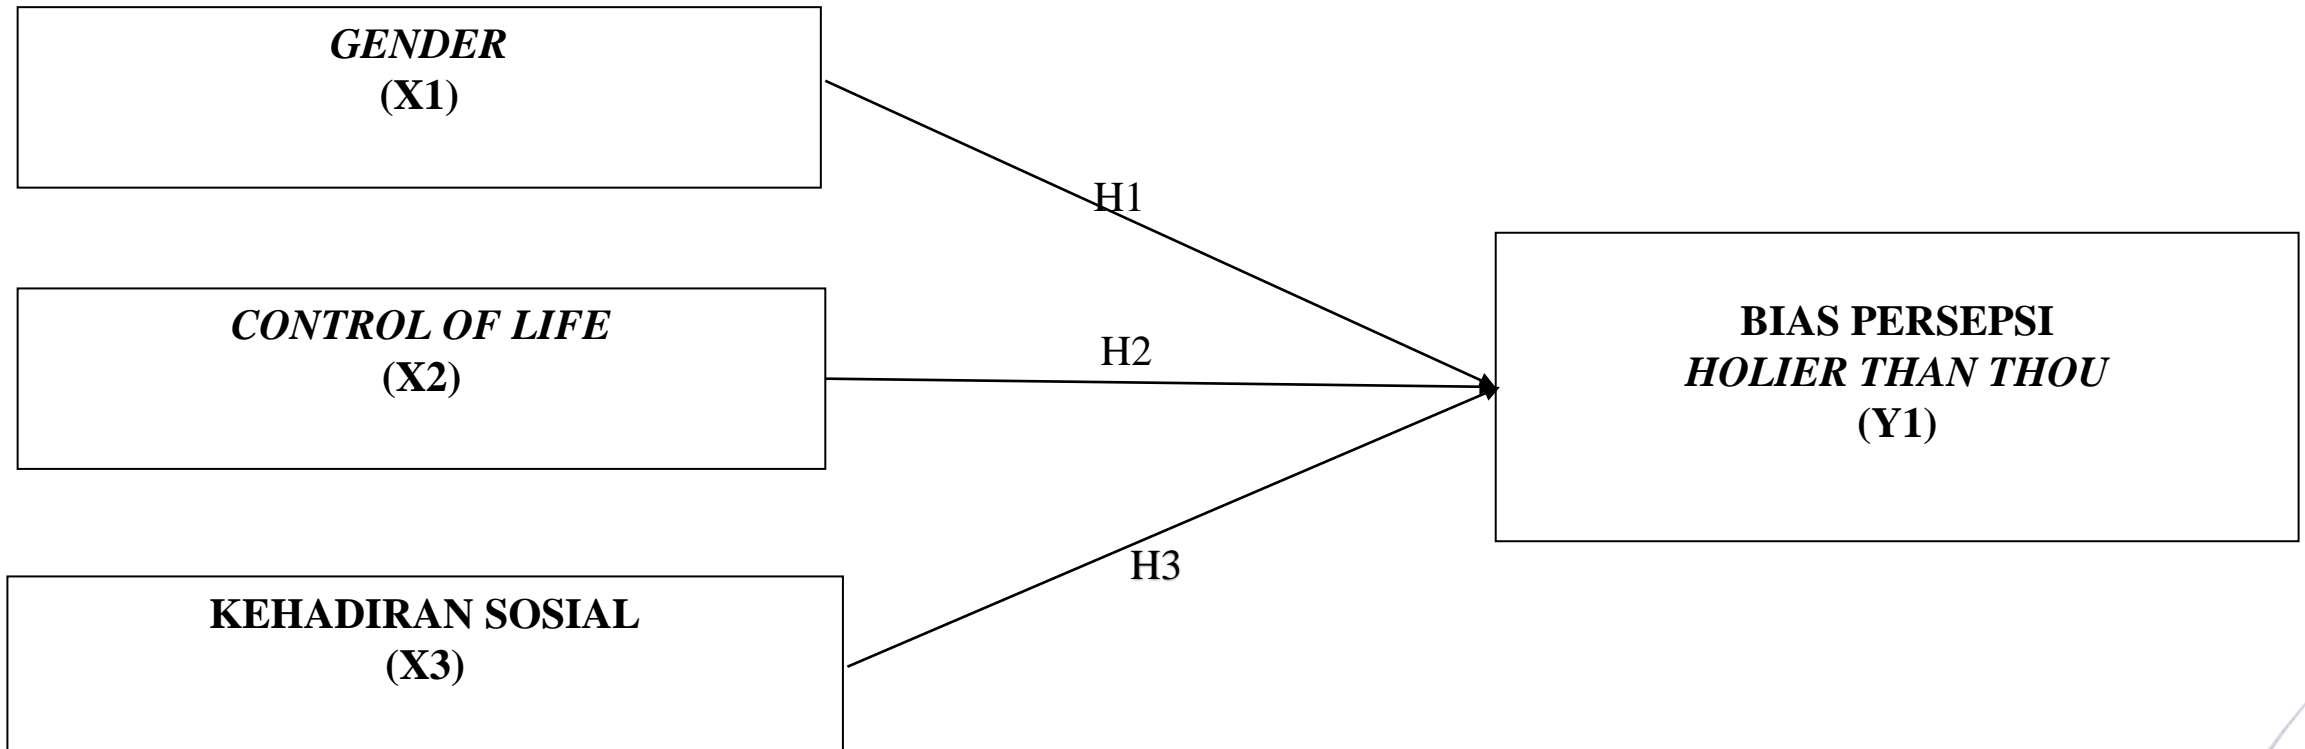 GENDER
(X1)
H1
CONTROL OF LIFE
(X2)
H2
BIAS PERSEPSI
HOLIER THAN THOU
(Y1)
H3
KEHADIRAN SOSIAL
(X3)